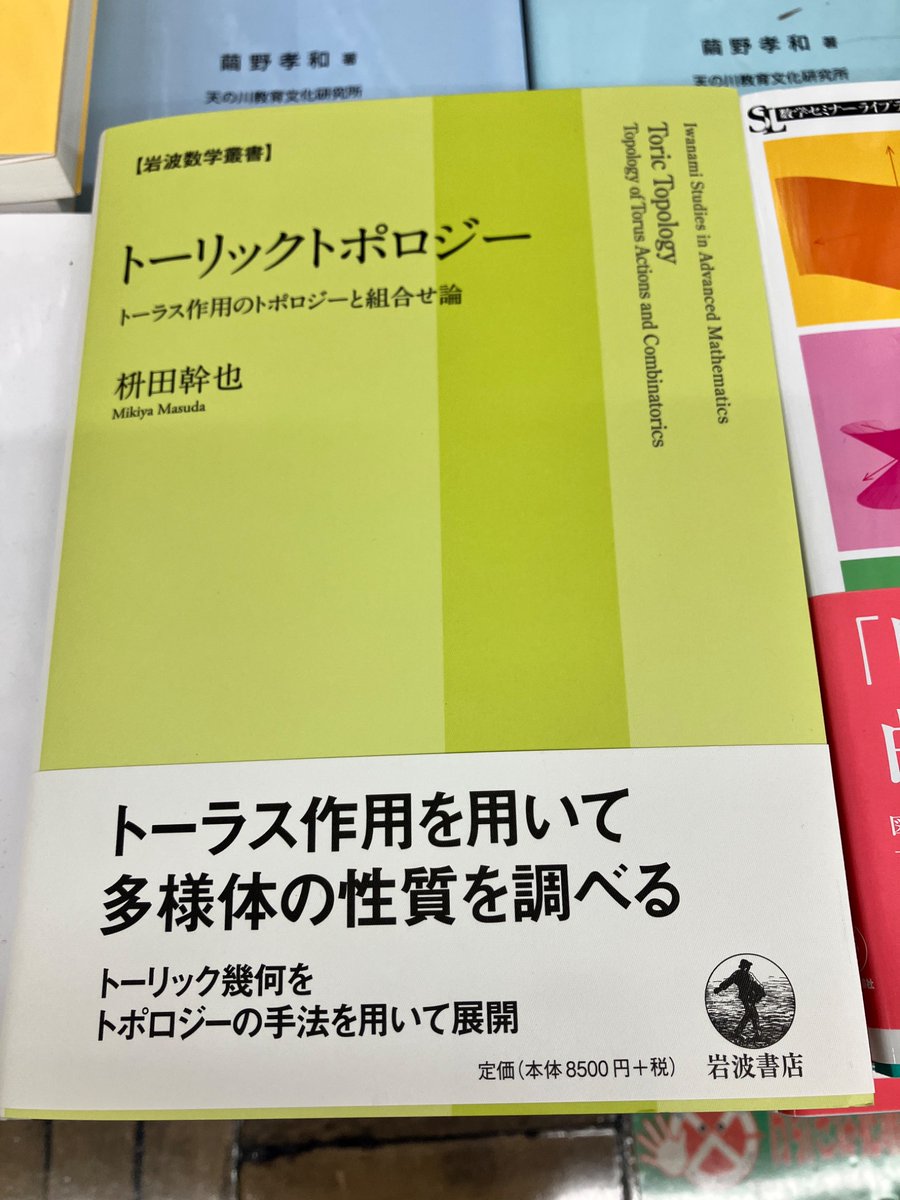 繭野孝和 著
天の川教育文化研究所
繭野孝和 著
天の川教育文化研究所
SL 数学セミナーライブラ
【岩波数学叢書】
トーリックトポロジー
トーラス作用のトポロジーと組合せ論
枡田幹也
Mikiya Masuda
Iwanami Studies in Advanced Mathematics
Toric Topology
Topology of Torus Actions and Combinatorics
トーラス作用を用いて
多様体の性質を調べる
トーリック幾何を
トポロジーの手法を用いて展開
定価(本体8500円+税)
岩波書店